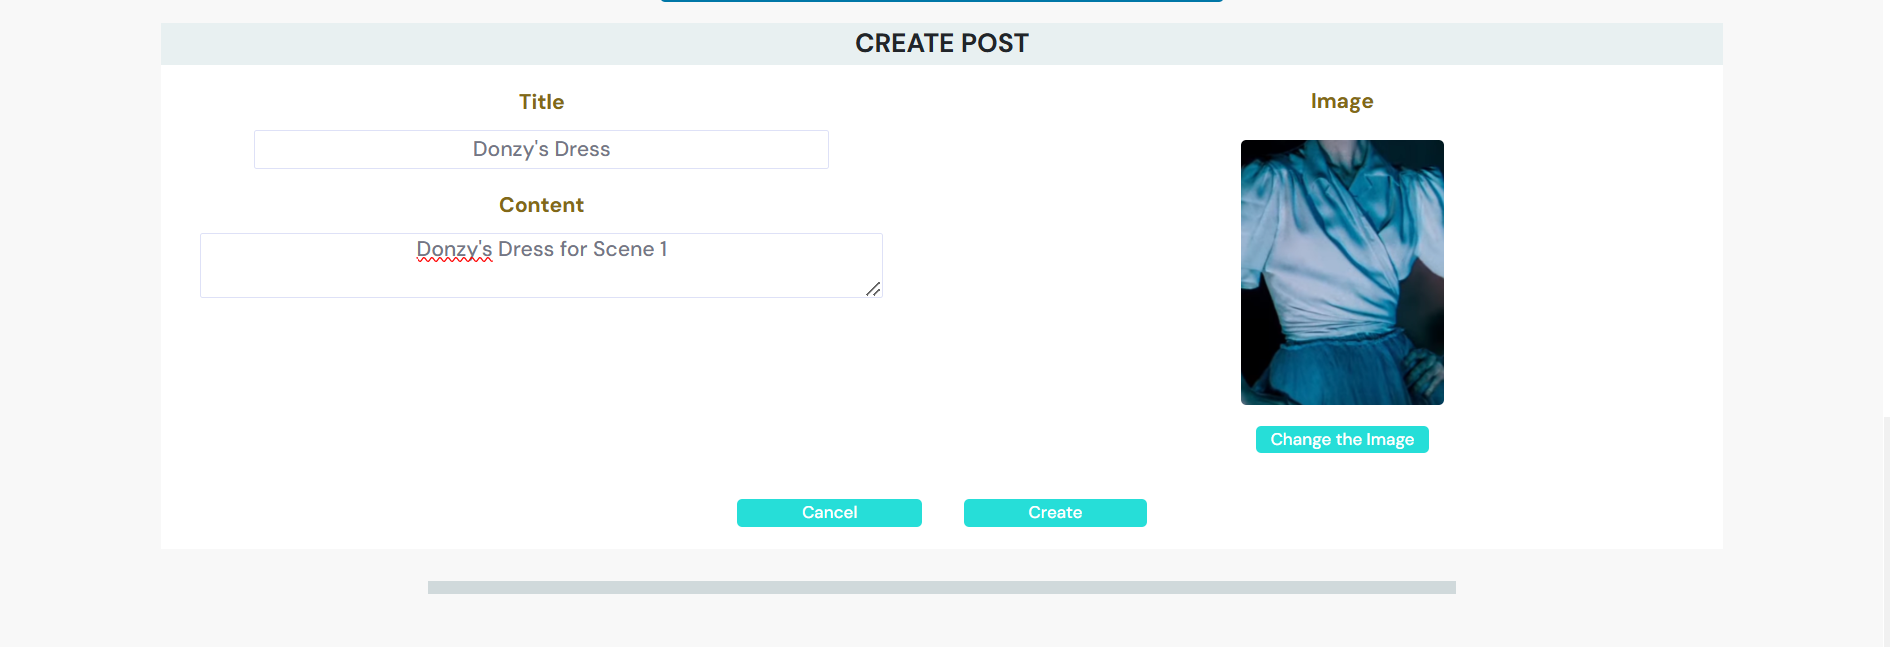 CREATE POST
Title
Image
Donzy's Dress
Content
Donzy's Dress for Scene 1
Change the Image
Cancel
Create